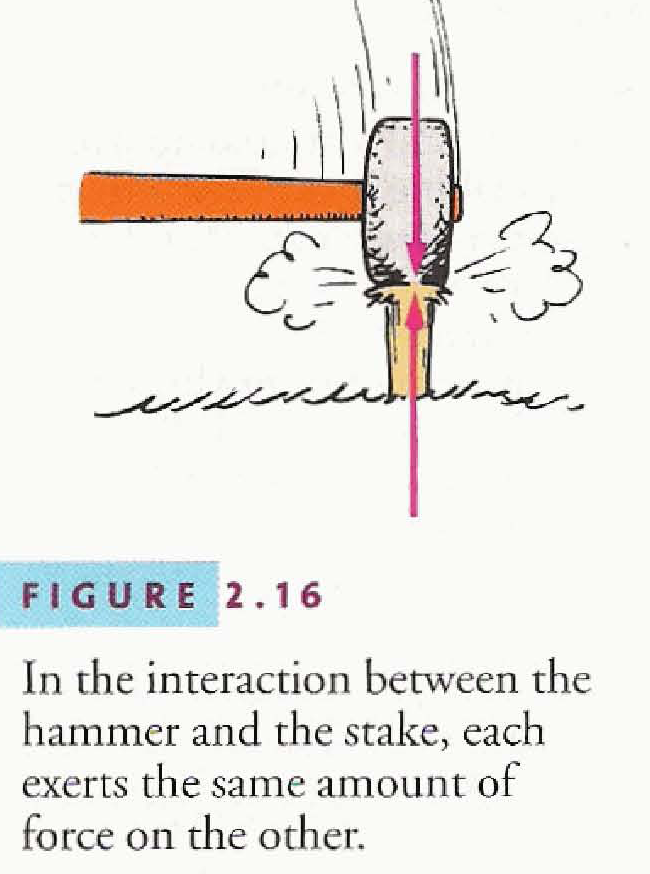 FIGURE 2.16
In the interaction between the
hammer and the stake, each
exerts the same amount of
force on the other.